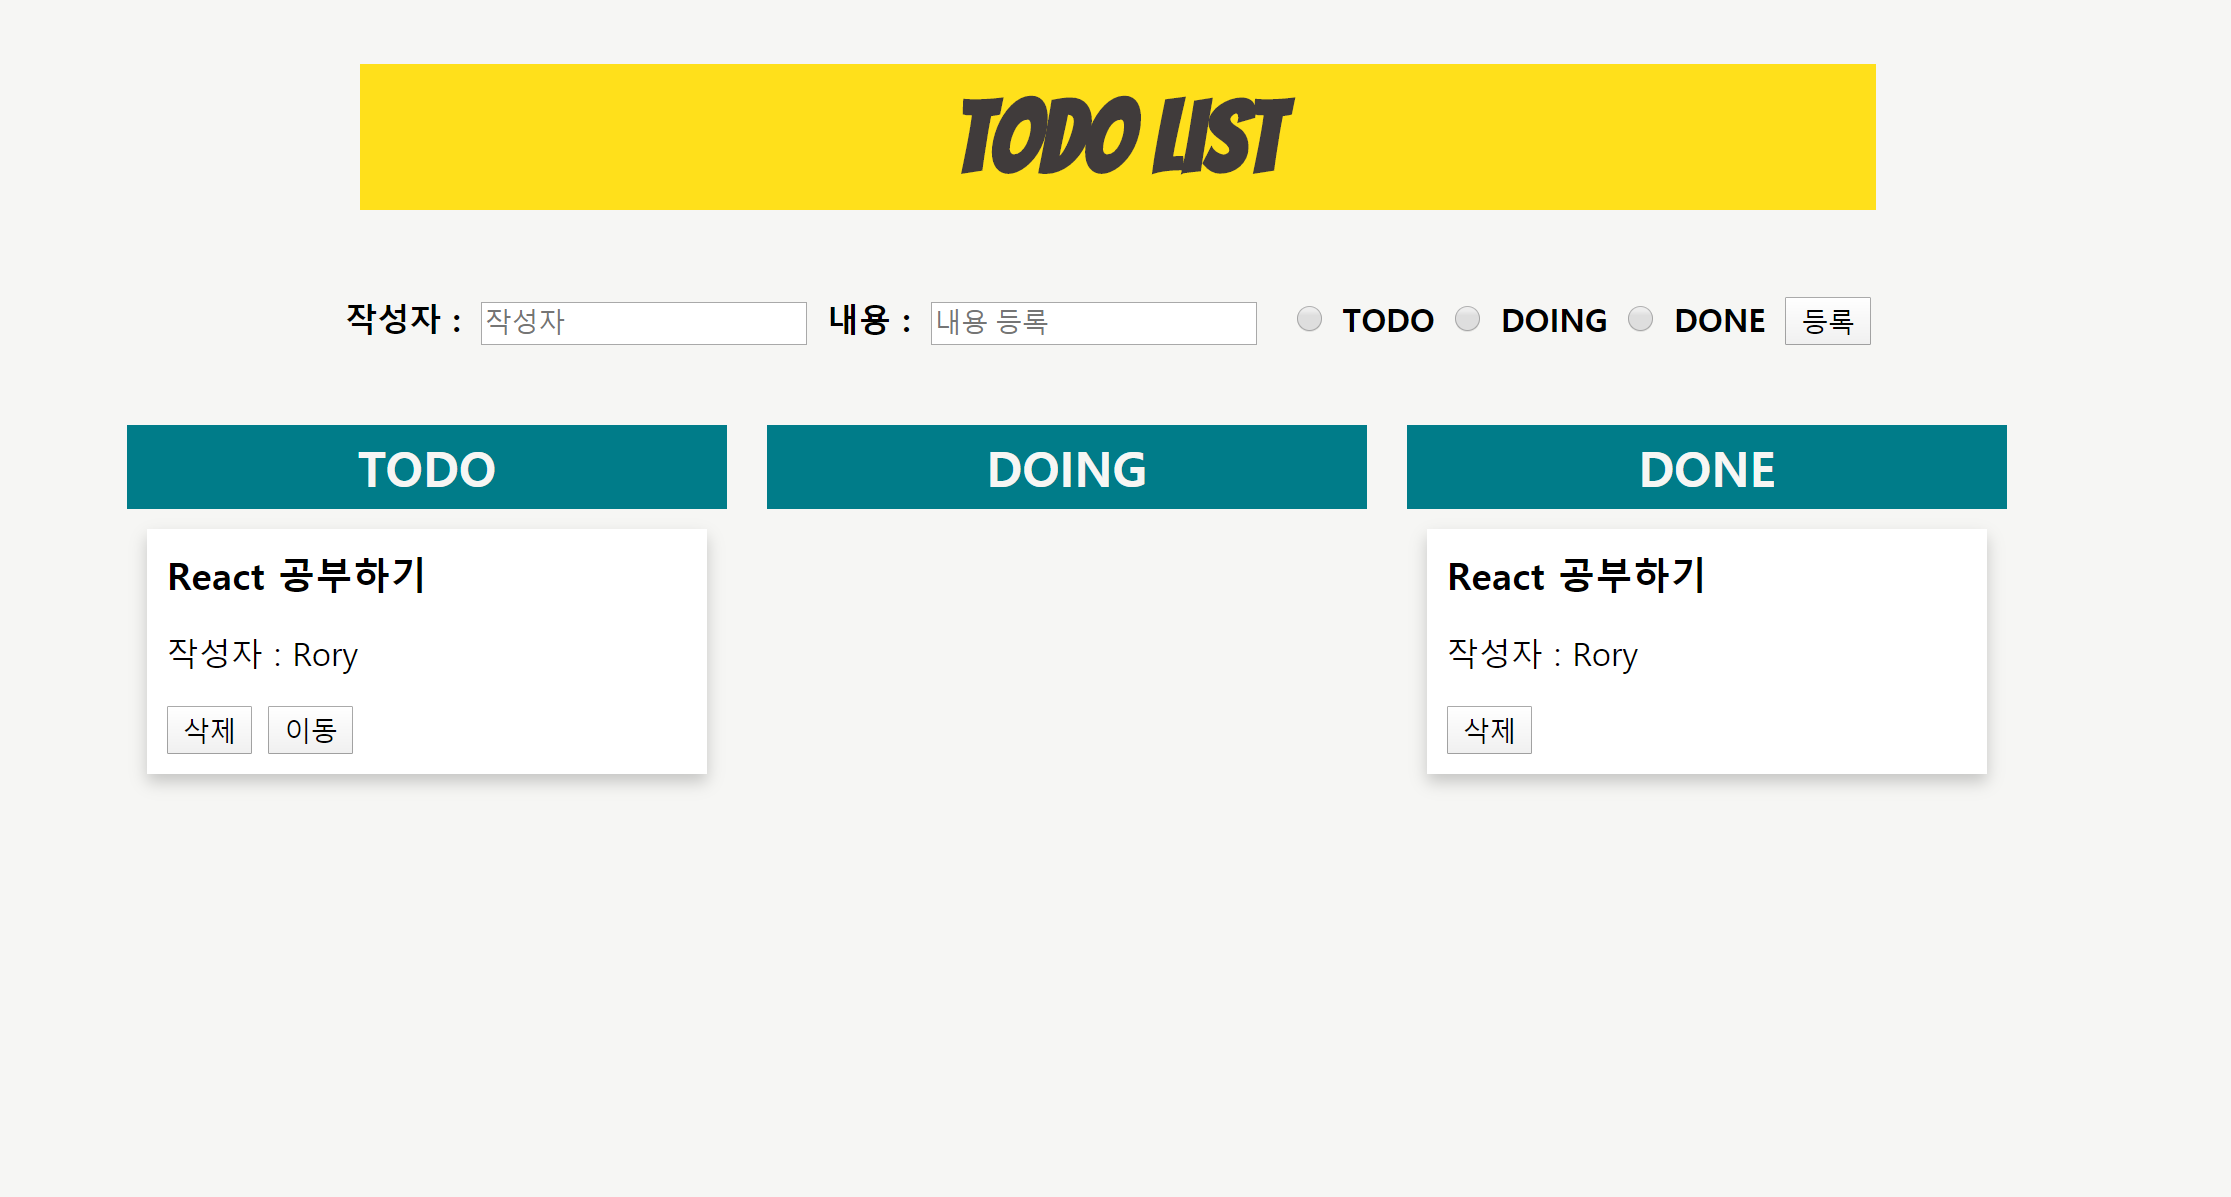 TODO LIST
작성자 : 작성자 내용 : 내용 등록 TODO DOING DONE 등록
TODO
React 공부하기
작성자 : Rory
삭제 이동
DOING
DONE
React 공부하기
작성자 : Rory
삭제